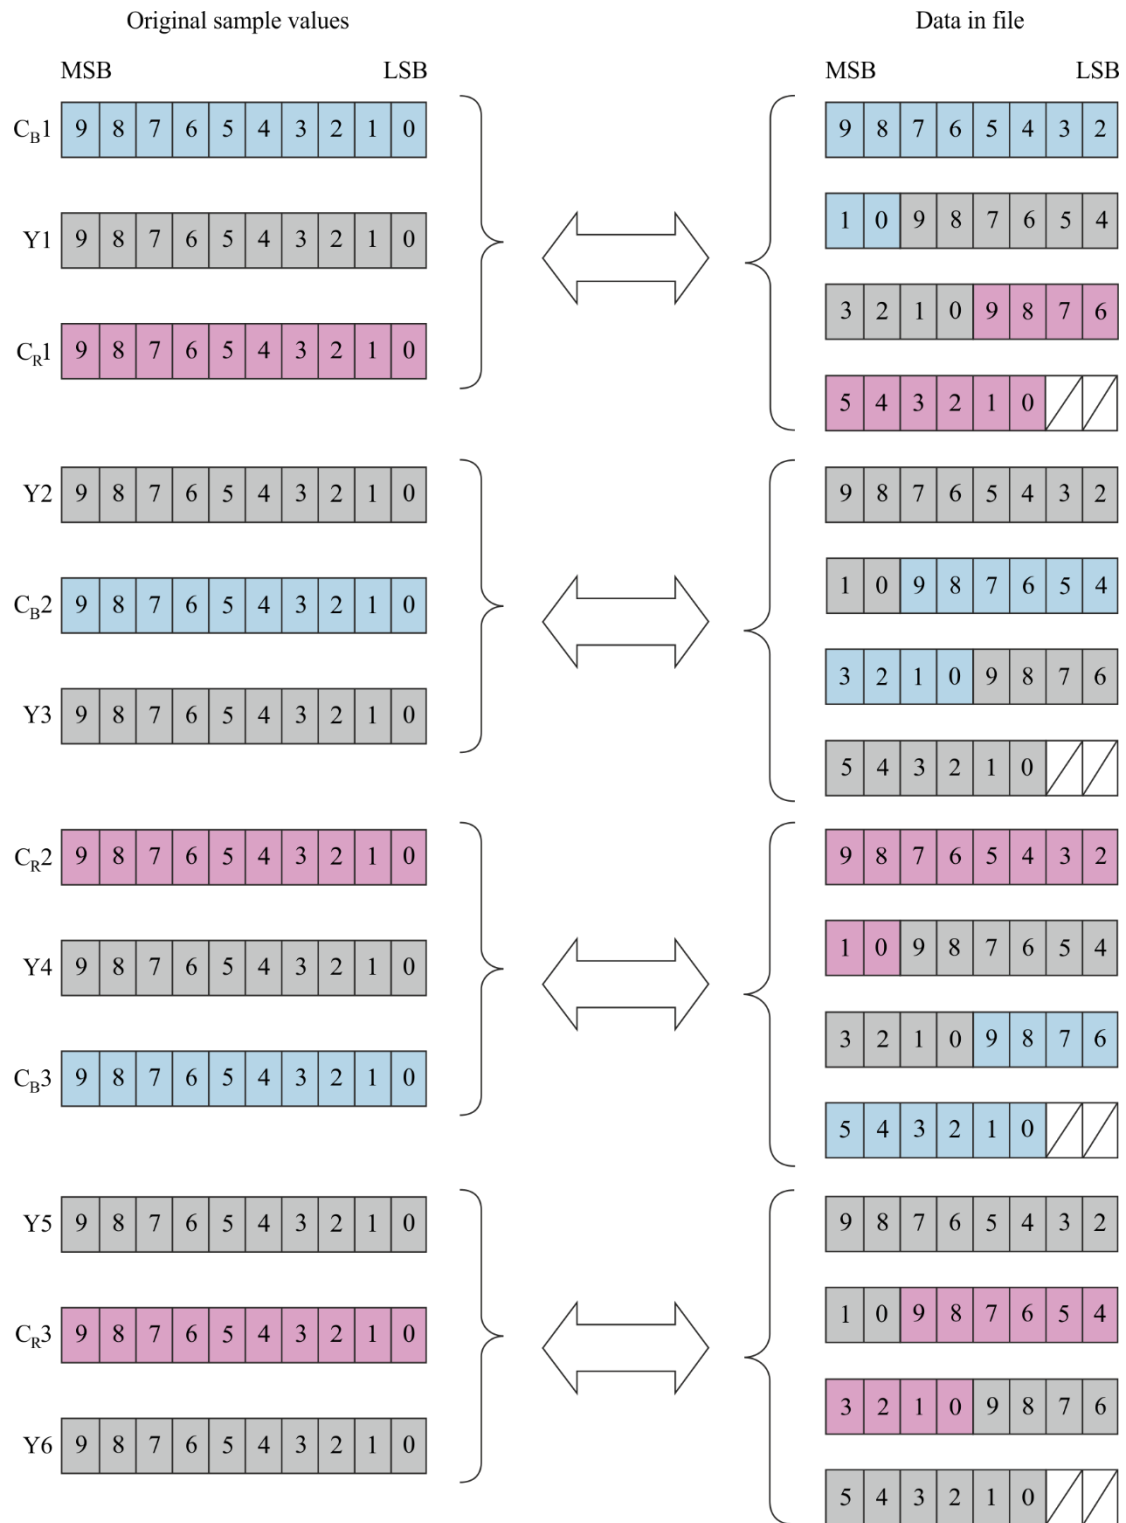 Original sample values Data in file
MSB LSB MSB LSB
C_B1 9 8 7 6 5 4 3 2 1 0 9 8 7 6 5 4 3 2
1 0 9 8 7 6 5 4
Y1 9 8 7 6 5 4 3 2 1 0
3 2 1 0 9 8 7 6
C_R1 9 8 7 6 5 4 3 2 1 0
5 4 3 2 1 0
Y2 9 8 7 6 5 4 3 2 1 0 9 8 7 6 5 4 3 2
1 0 9 8 7 6 5 4
C_B2 9 8 7 6 5 4 3 2 1 0
3 2 1 0 9 8 7 6
Y3 9 8 7 6 5 4 3 2 1 0
5 4 3 2 1 0
C_R2 9 8 7 6 5 4 3 2 1 0 9 8 7 6 5 4 3 2
1 0 9 8 7 6 5 4
Y4 9 8 7 6 5 4 3 2 1 0
3 2 1 0 9 8 7 6
C_B3 9 8 7 6 5 4 3 2 1 0
5 4 3 2 1 0
Y5 9 8 7 6 5 4 3 2 1 0 9 8 7 6 5 4 3 2
1 0 9 8 7 6 5 4
C_R3 9 8 7 6 5 4 3 2 1 0
3 2 1 0 9 8 7 6
Y6 9 8 7 6 5 4 3 2 1 0
5 4 3 2 1 0